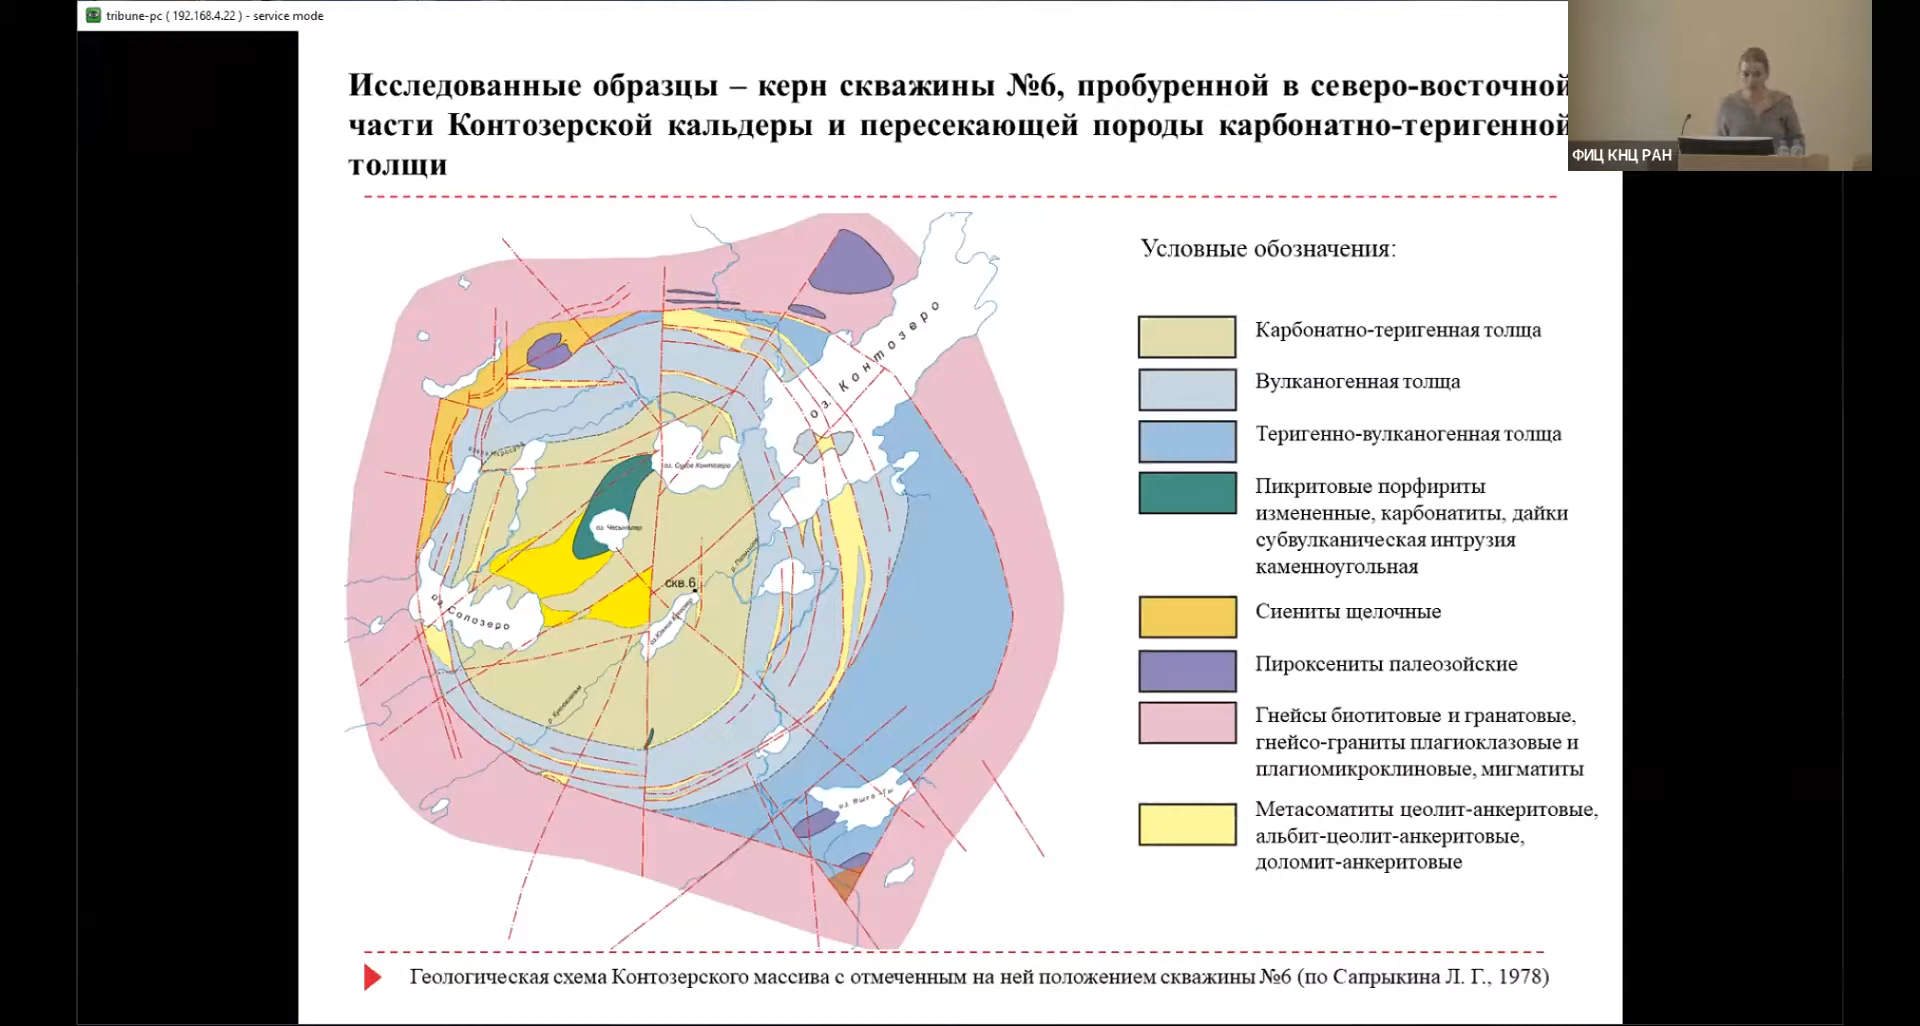 tribune-pc ( 192.168.4.22 ) - service mode
Исследованные образцы – керн скважины №6, пробуренной в северо-восточной
части Контозерской кальдеры и пересекающей породы карбонатно-теригенной
толщи
ФИЦ КНЦ РАН
Условные обозначения:
Карбонатно-теригенная толща
Вулканогенная толща
Теригенно-вулканогенная толща
Пикритовые порфириты
измененные, карбонатиты, дайки
субвулканическая интрузия
каменноугольная
Сиениты щелочные
Пироксениты палеозойские
Гнейсы биотитовые и гранатовые,
гнейсо-граниты плагиоклазовые и
плагиомикроклиновые, мигматиты
Метасоматиты цеолит-анкеритовые,
альбит-цеолит-анкеритовые,
доломит-анкеритовые
оз. Контозеро
скв.6
Геологическая схема Контозерского массива с отмеченным на ней положением скважины №6 (по Сапрыкина Л. Г., 1978)